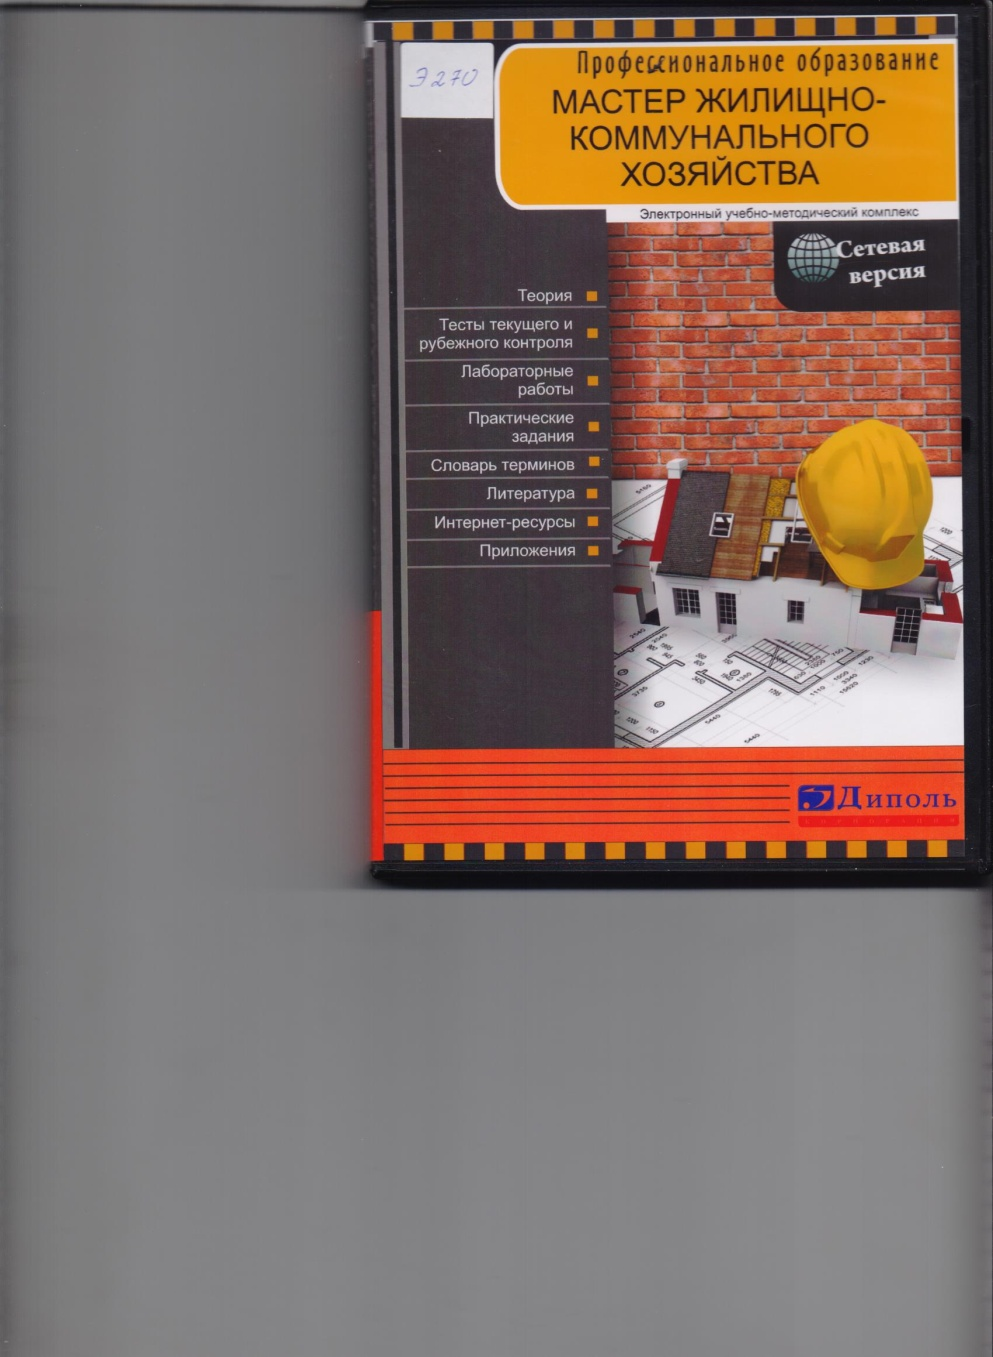 Э270
Профессиональное образование
МАСТЕР ЖИЛИЩНО-
КОММУНАЛЬНОГО
ХОЗЯЙСТВА
Электронный учебно-методический комплекс
Сетевая
версия
Теория
Тесты текущего и
рубежного контроля
Лабораторные
работы
Практические
задания
Словарь терминов
Литература
Интернет-ресурсы
Приложения
Диполь